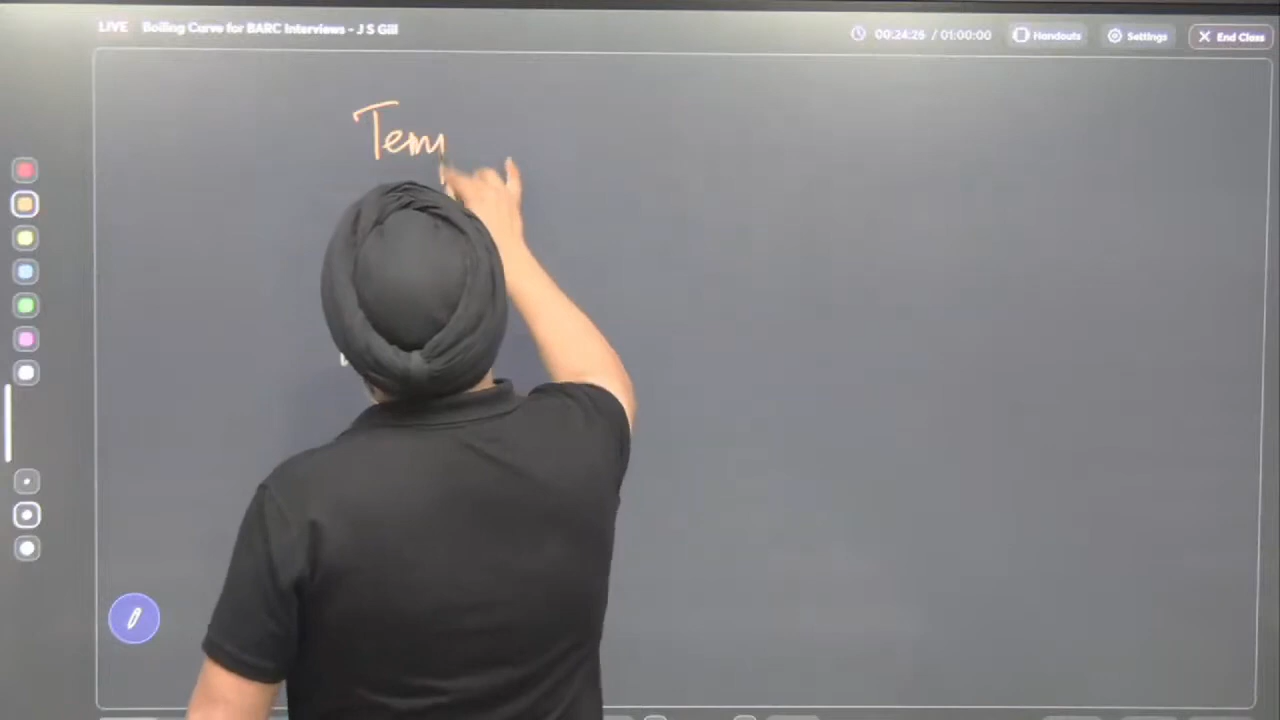 LIVE Boiling Curve for BARC Interviews - J S Gill
00:24:26 / 01:00:00 Handouts Settings End Class
Tem